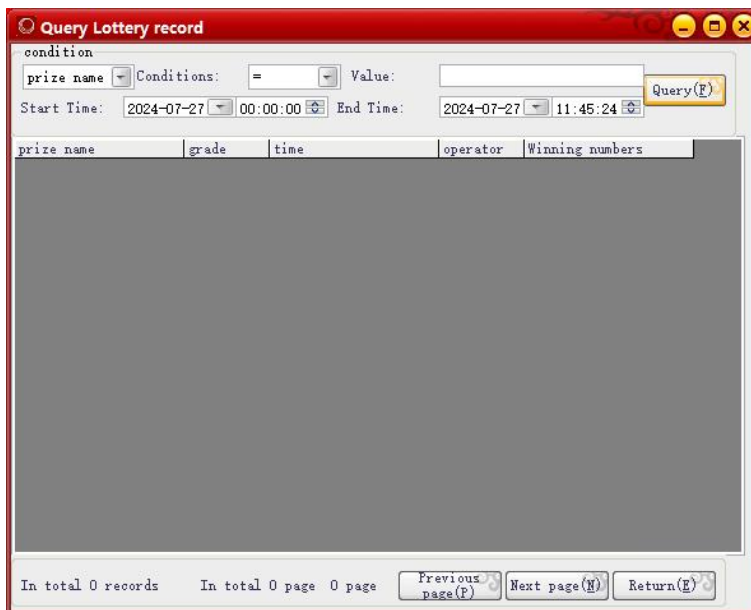 Query Lottery record
condition
prize name Conditions: = Value:
Query(F)
Start Time: 2024-07-27 00:00:00 End Time: 2024-07-27 11:45:24
prize name grade time operator Winning numbers
In total 0 records In total 0 page 0 page
Previous
page(P)
Next page(N)
Return(E)